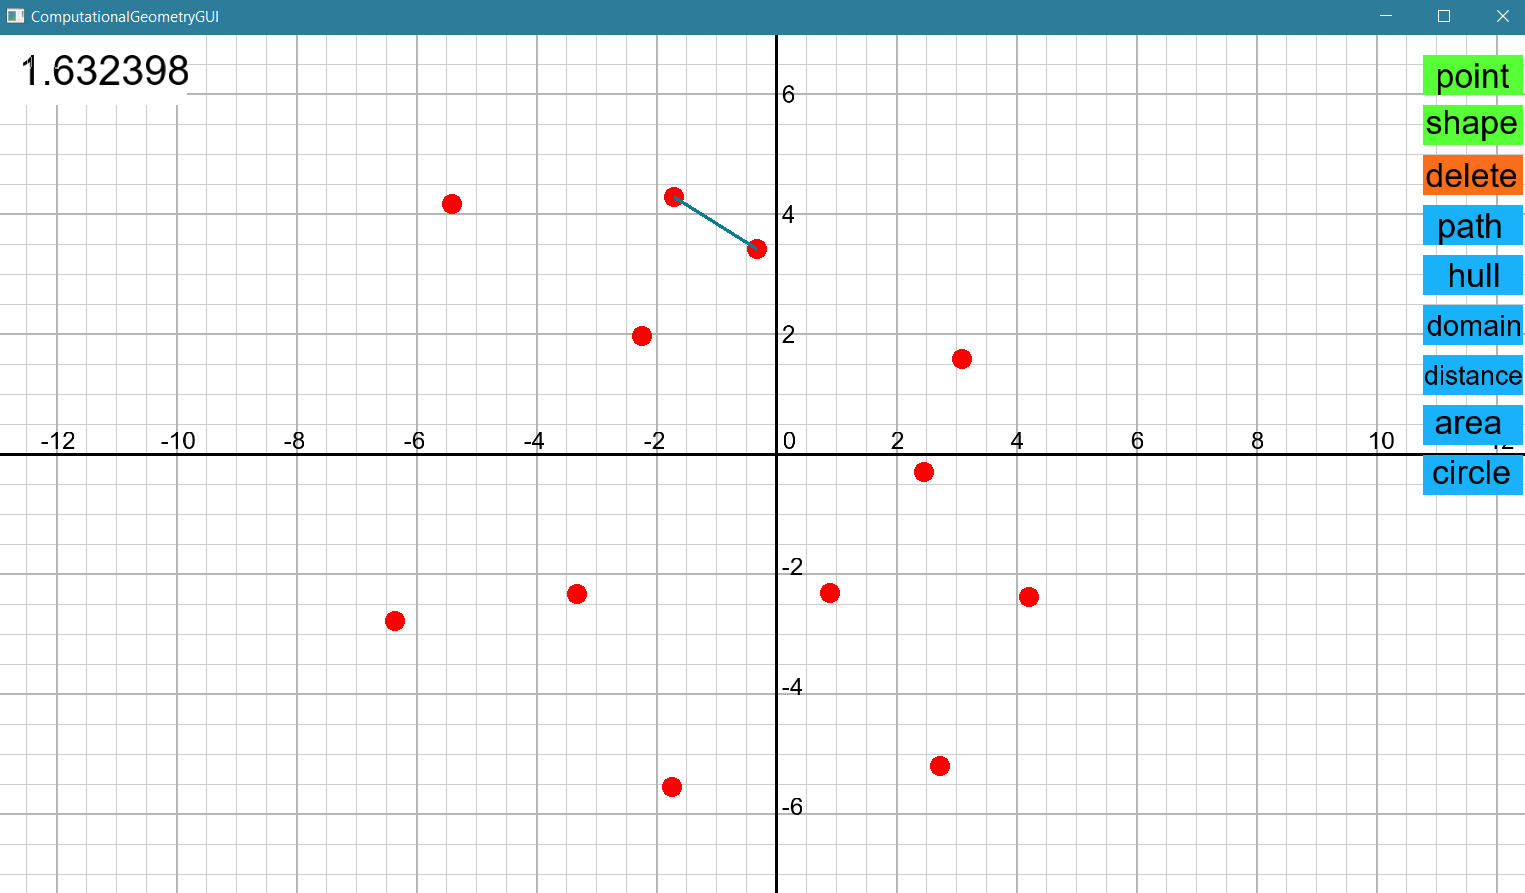 ComputationalGeometryGUI
1.632398
point
shape
delete
path
hull
domain
distance
area
circle
6
4
2
-12 -10 -8 -6 -4 -2 0 2 4 6 8 10 12
-2
-4
-6